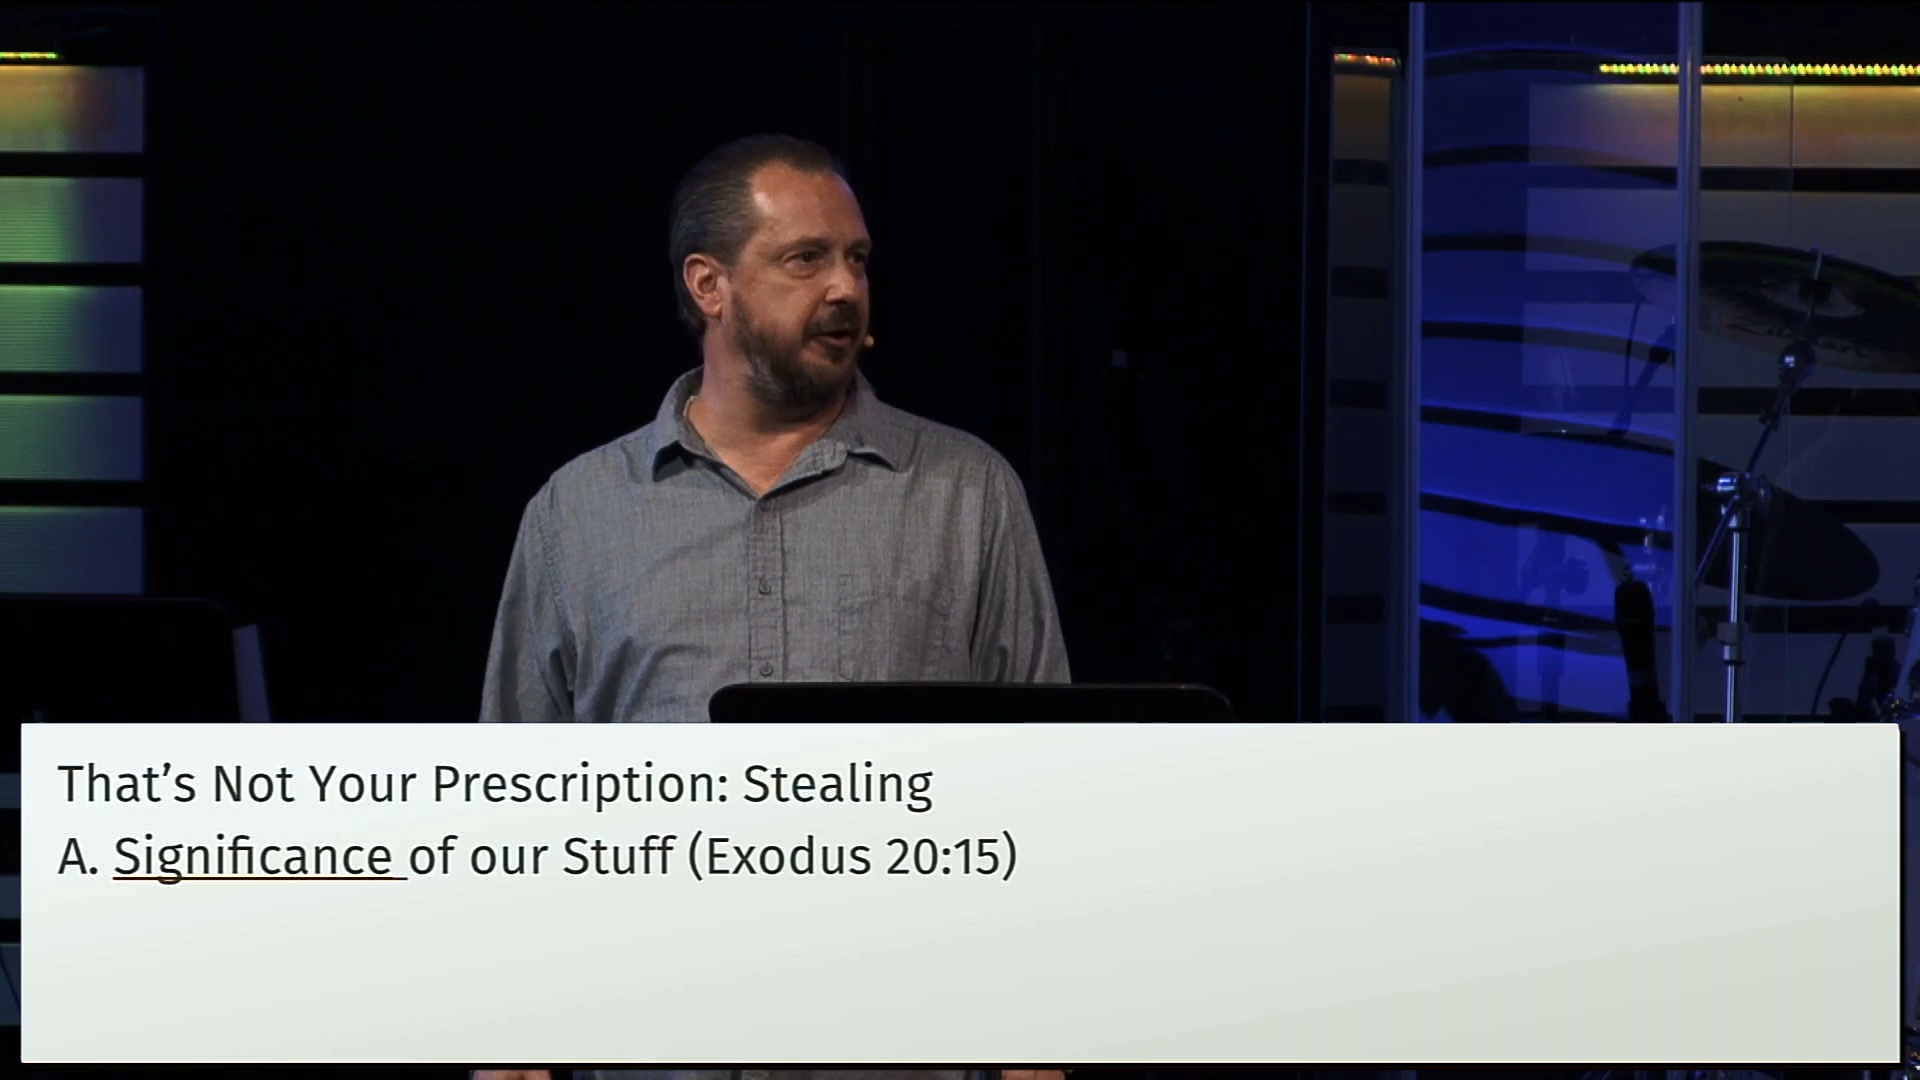 That’s Not Your Prescription: Stealing
A. Significance of our Stuff (Exodus 20:15)